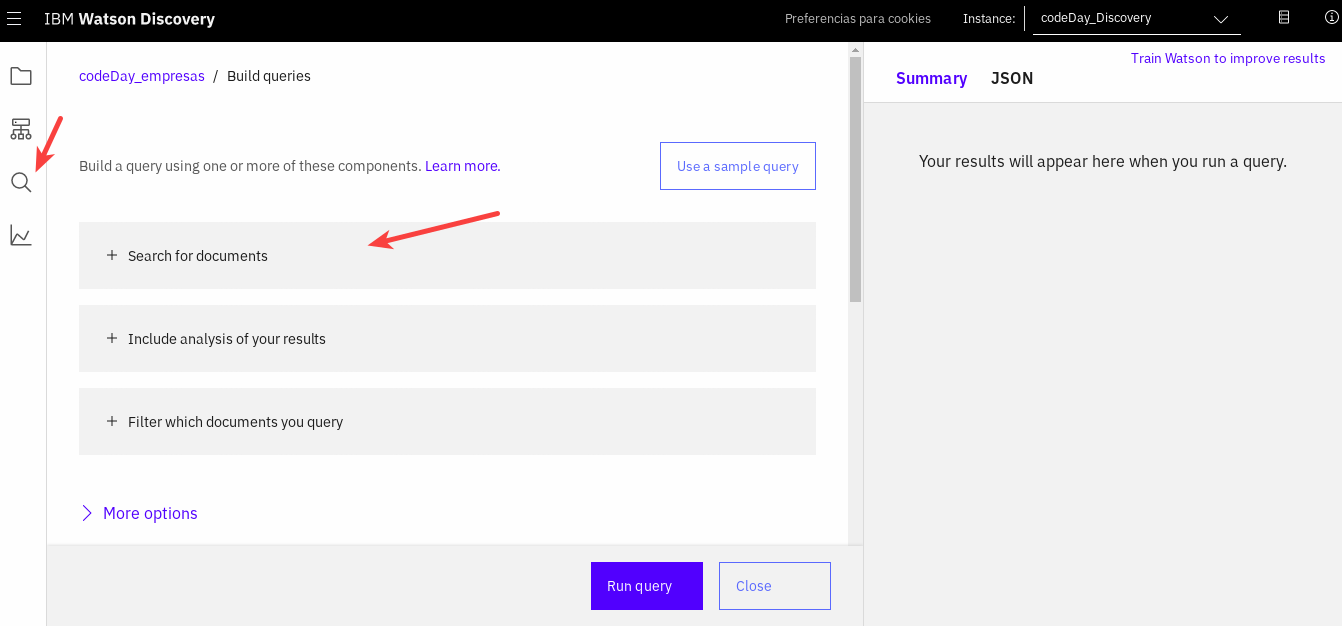 IBM Watson Discovery
Preferencias para cookies
Instance:
codeDay_Discovery
codeDay_empresas / Build queries
Build a query using one or more of these components. Learn more.
Use a sample query
+ Search for documents
+ Include analysis of your results
+ Filter which documents you query
More options
Run query
Close
Train Watson to improve results
Summary
JSON
Your results will appear here when you run a query.